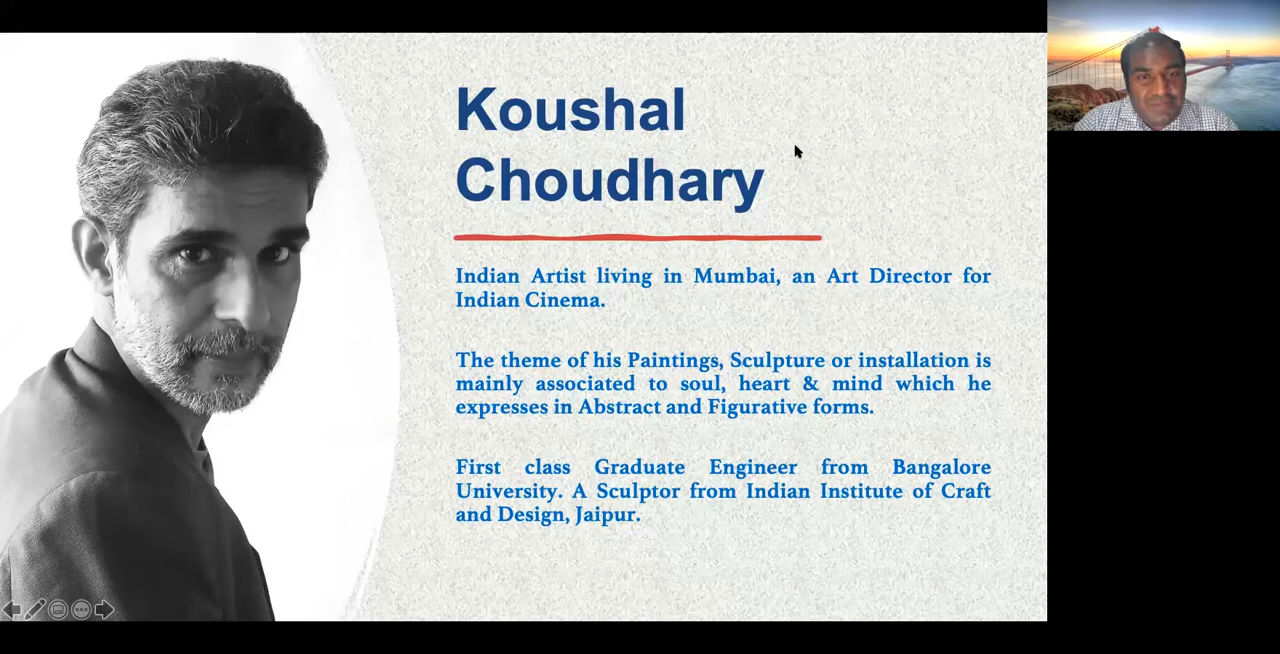 Koushal
Choudhary
Indian Artist living in Mumbai, an Art Director for
Indian Cinema.
The theme of his Paintings, Sculpture or installation is
mainly associated to soul, heart & mind which he
expresses in Abstract and Figurative forms.
First class Graduate Engineer from Bangalore
University. A Sculptor from Indian Institute of Craft
and Design, Jaipur.